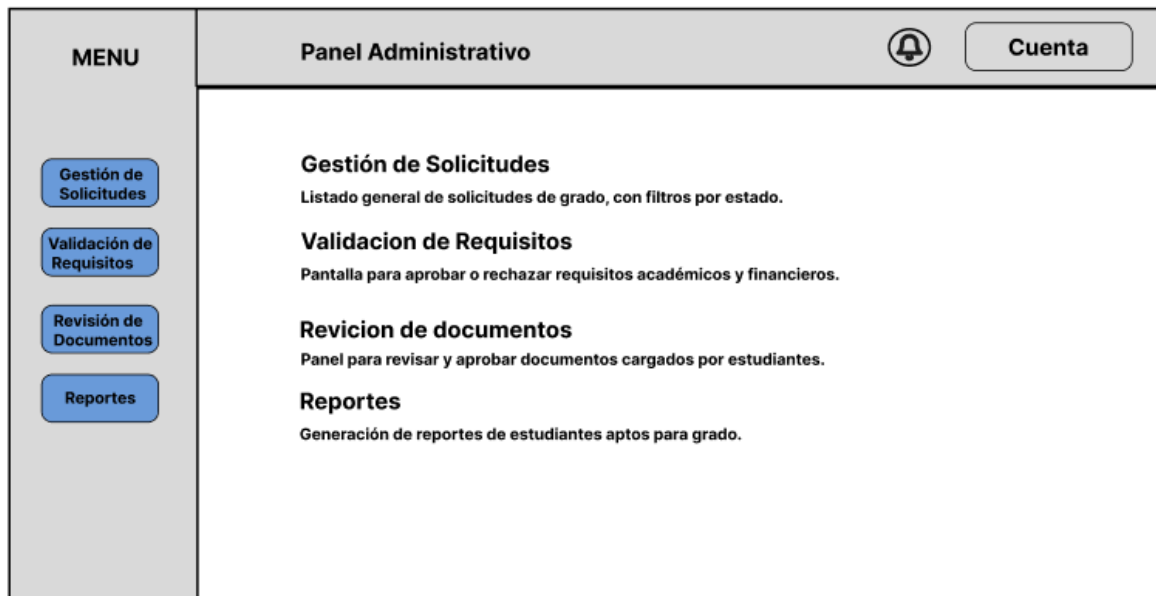 MENU
Panel Administrativo
Cuenta
Gestión de
Solicitudes
Validación de
Requisitos
Revisión de
Documentos
Reportes
Gestión de Solicitudes
Listado general de solicitudes de grado, con filtros por estado.
Validacion de Requisitos
Pantalla para aprobar o rechazar requisitos académicos y financieros.
Revicion de documentos
Panel para revisar y aprobar documentos cargados por estudiantes.
Reportes
Generación de reportes de estudiantes aptos para grado.